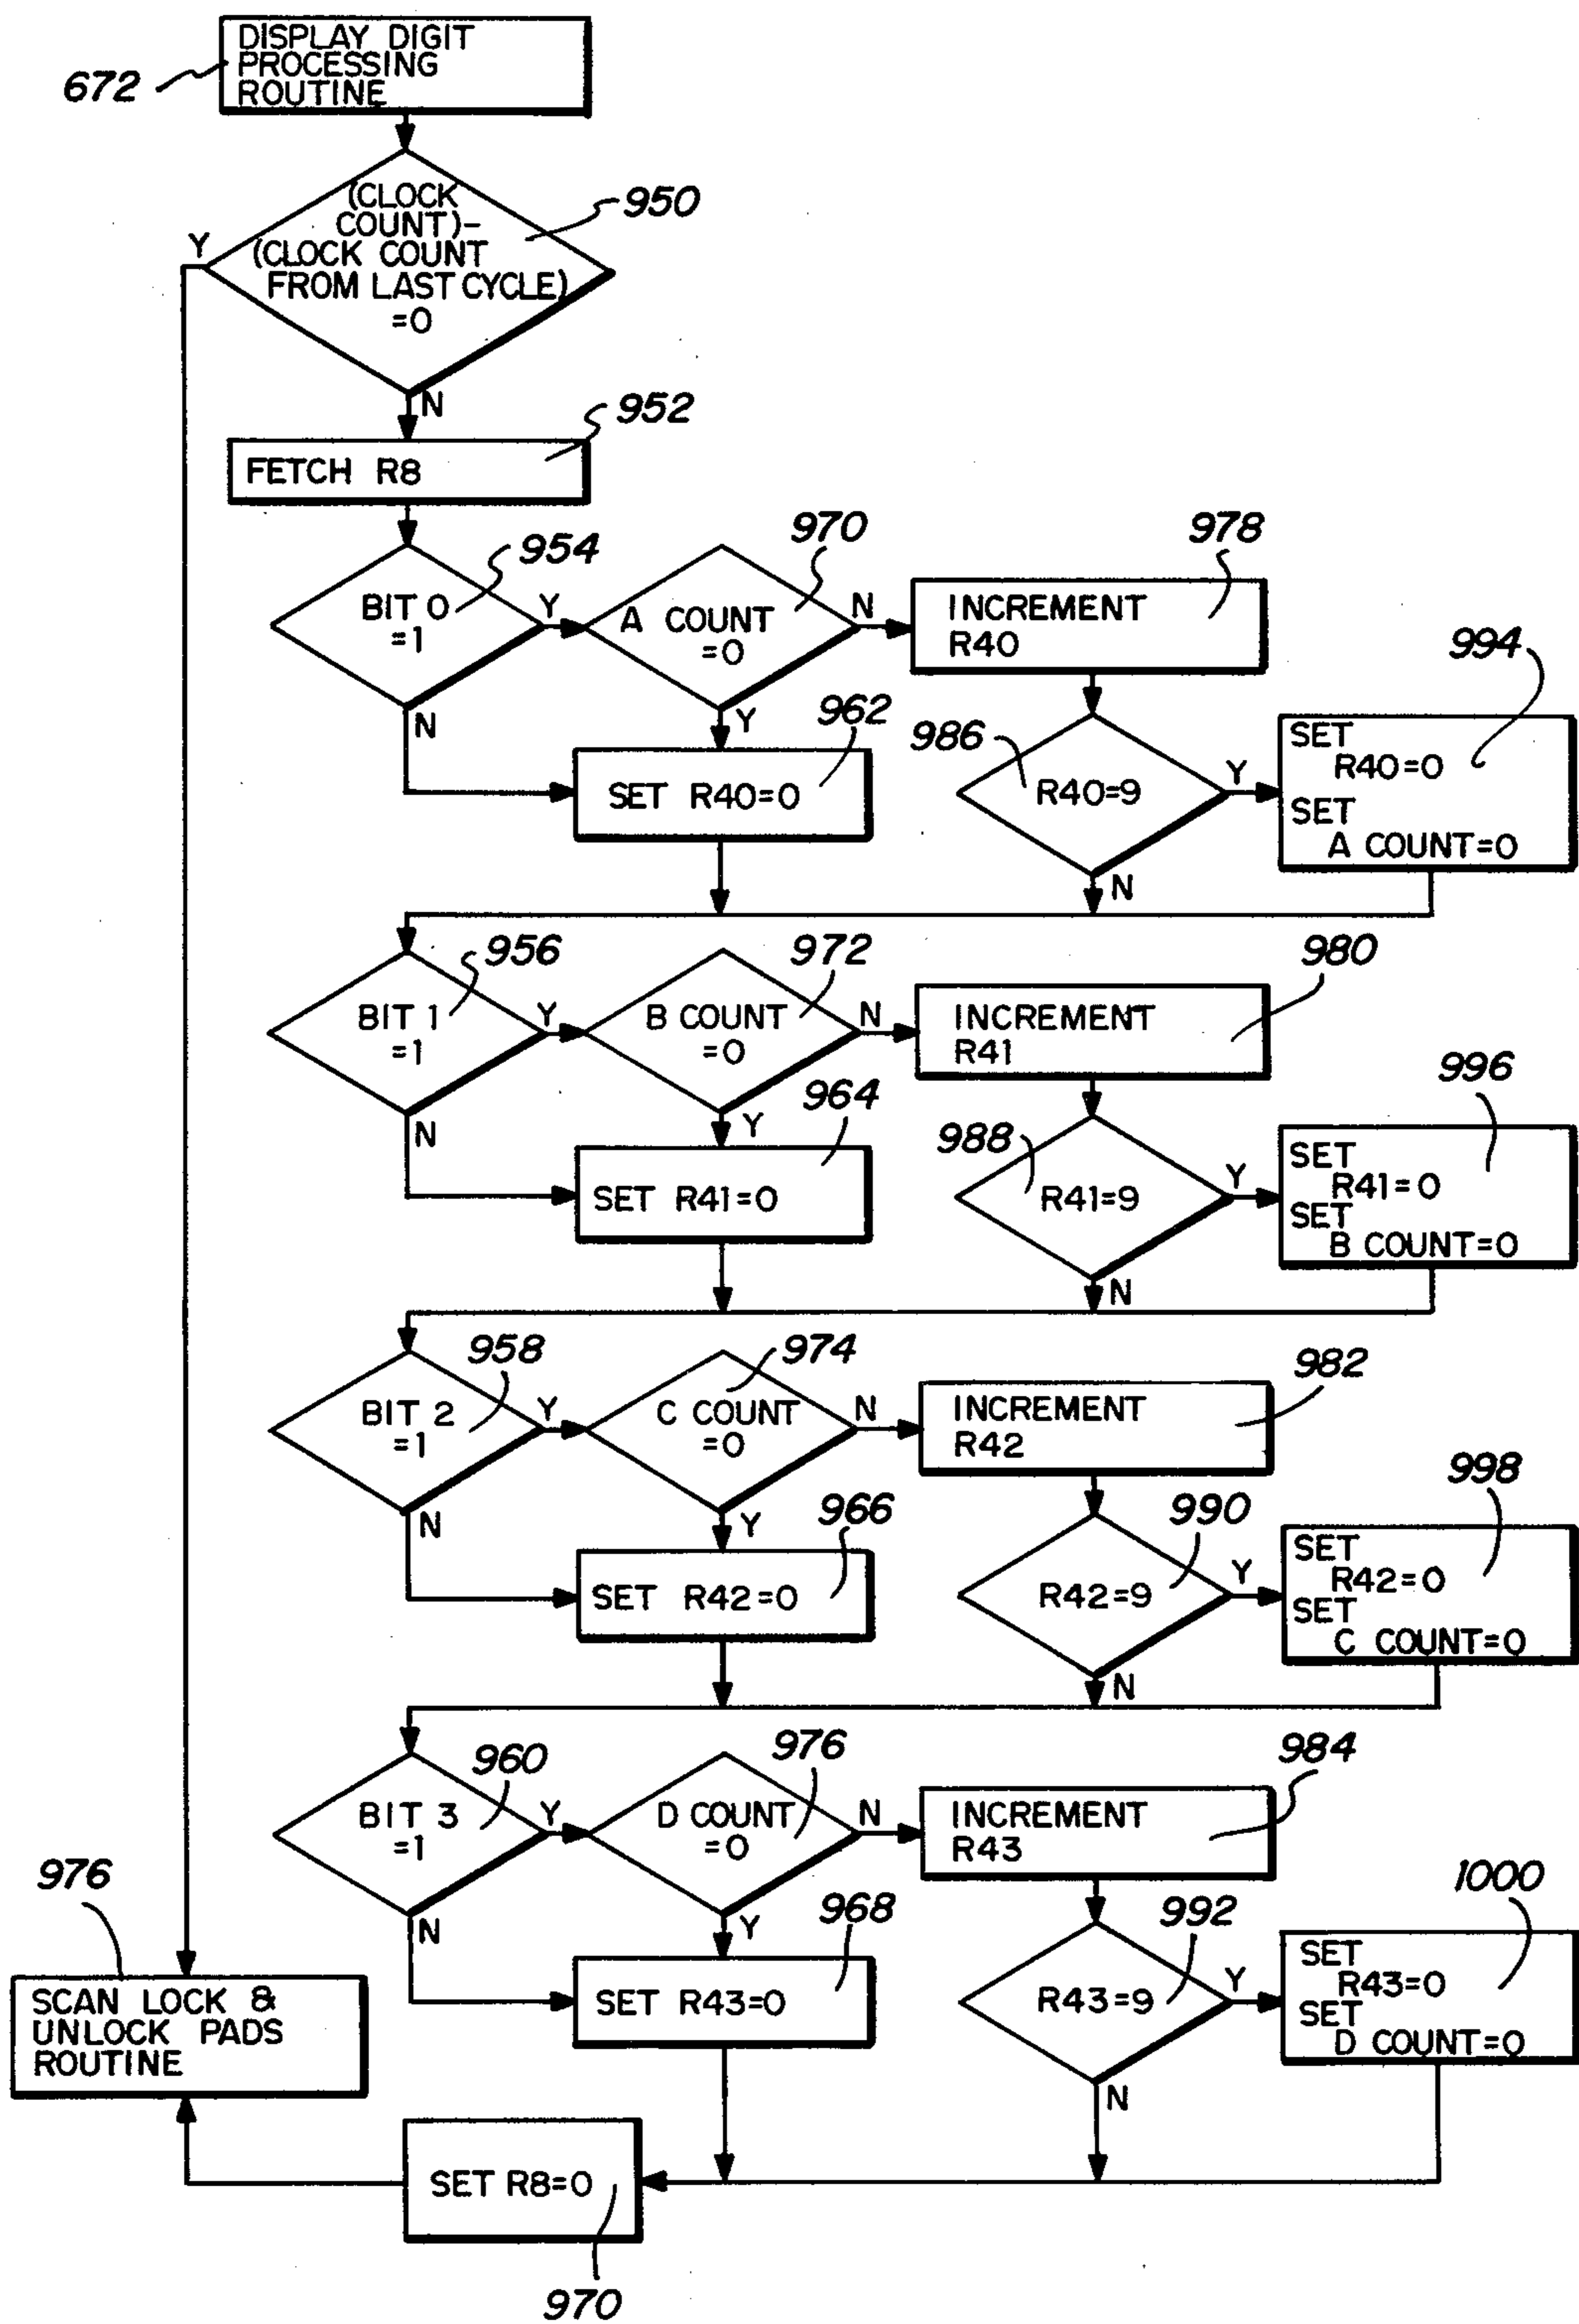 DISPLAY DIGIT
PROCESSING
ROUTINE
672
(CLOCK
COUNT)-
(CLOCK COUNT
FROM LAST CYCLE)
=0
950
Y
N
952
FETCH R8
954
BIT 0
=1
Y
N
970
A COUNT
=0
N
Y
978
INCREMENT
R40
962
SET R40=0
986
R40=9
Y
N
994
SET
R40=0
SET
A COUNT=0
956
BIT 1
=1
Y
N
972
B COUNT
=0
N
Y
980
INCREMENT
R41
964
SET R41=0
988
R41=9
Y
N
996
SET
R41=0
SET
B COUNT=0
958
BIT 2
=1
Y
N
974
C COUNT
=0
N
Y
982
INCREMENT
R42
966
SET R42=0
990
R42=9
Y
N
998
SET
R42=0
SET
C COUNT=0
960
BIT 3
=1
Y
N
976
D COUNT
=0
N
Y
984
INCREMENT
R43
968
SET R43=0
992
R43=9
Y
N
1000
SET
R43=0
SET
D COUNT=0
976
SCAN LOCK &
UNLOCK PADS
ROUTINE
SET R8=0
970